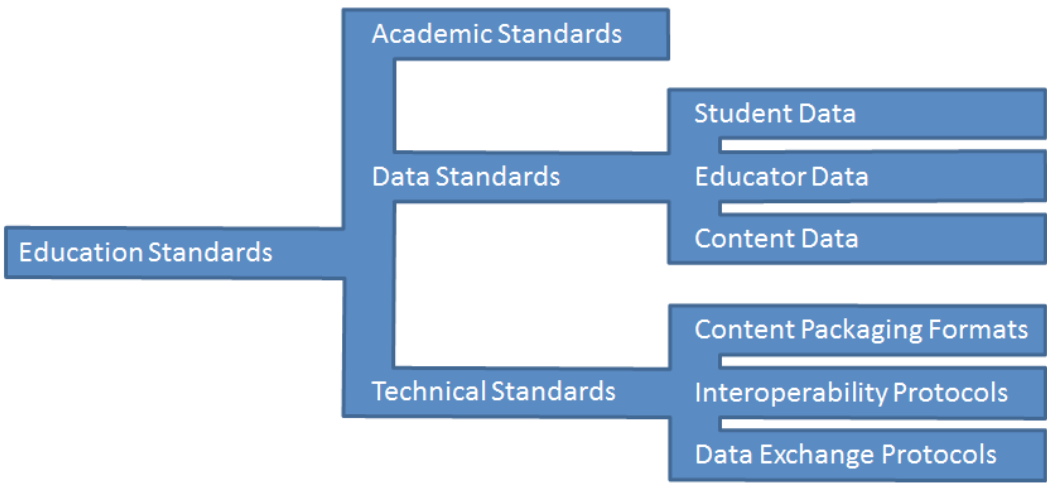 Academic Standards
Student Data
Data Standards
Educator Data
Content Data
Education Standards
Content Packaging Formats
Technical Standards
Interoperability Protocols
Data Exchange Protocols